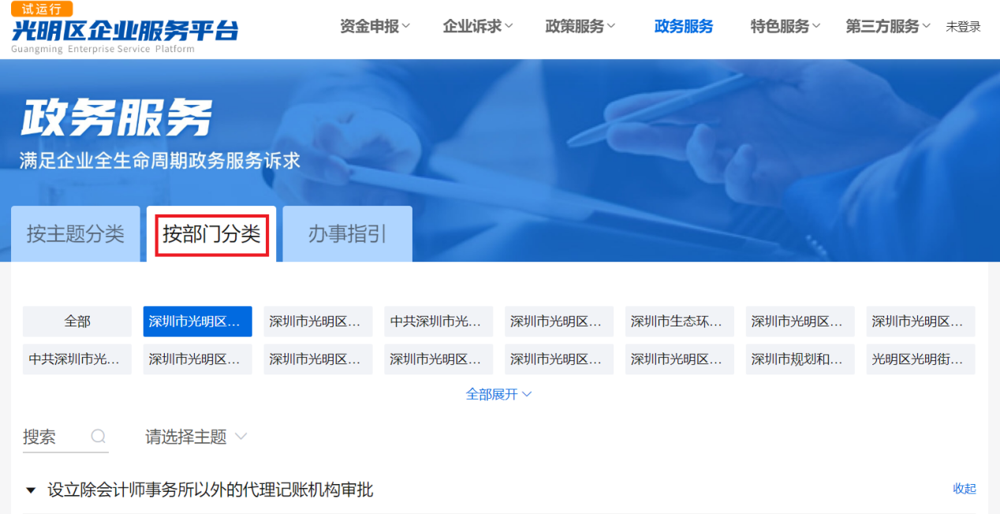 试运行
光明区企业服务平台
Guangming Enterprise Service Platform
资金申报 企业诉求 政策服务 政务服务 特色服务 第三方服务 未登录
政务服务
满足企业全生命周期政务服务诉求
按主题分类 按部门分类 办事指引
全部 深圳市光明区... 深圳市光明区... 中共深圳市光... 深圳市光明区... 深圳市生态环... 深圳市光明区... 深圳市光明区...
中共深圳市光... 深圳市光明区... 深圳市光明区... 深圳市光明区... 深圳市光明区... 深圳市光明区... 深圳市规划和... 光明区光明街...
全部展开
搜索 请选择主题
设立除会计师事务所以外的代理记账机构审批 收起